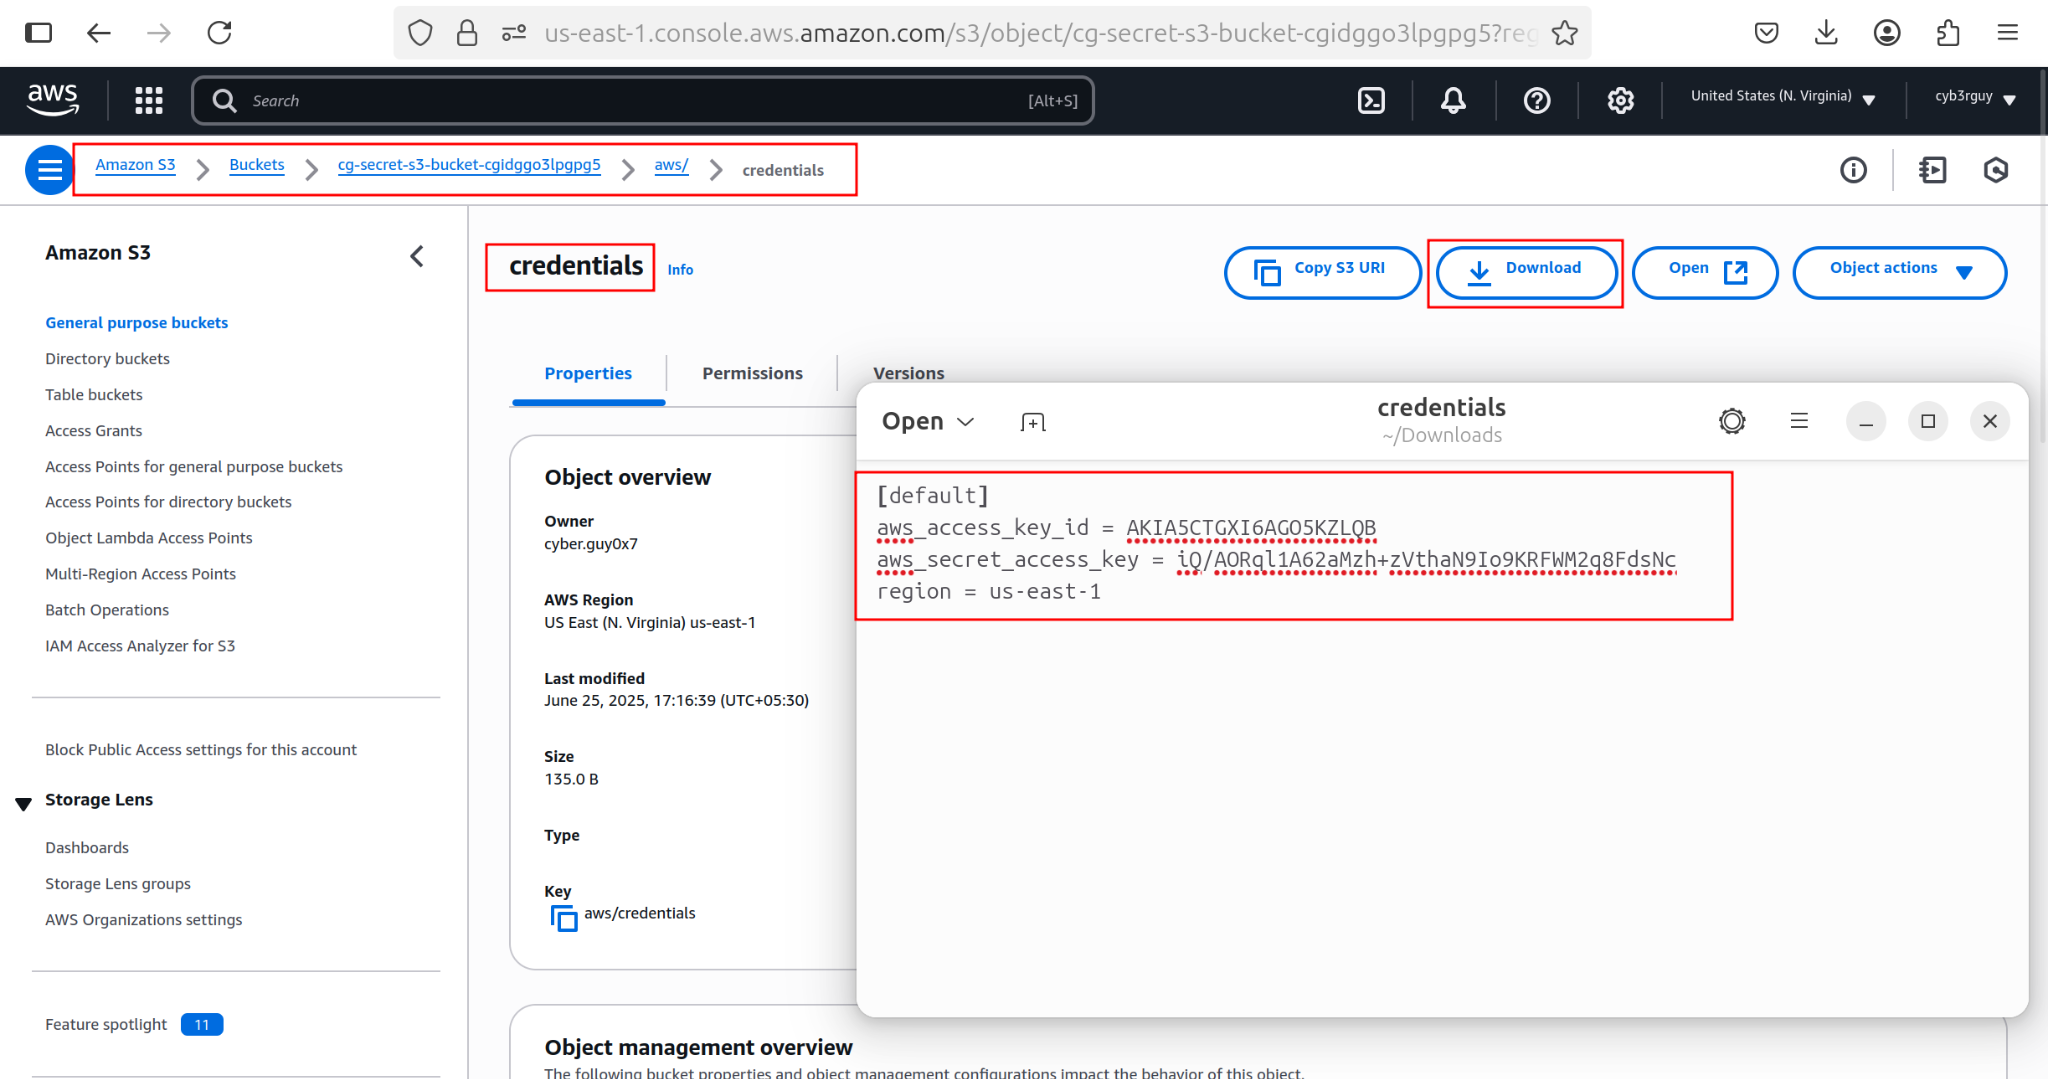 us-east-1.console.aws.amazon.com/s3/object/cg-secret-s3-bucket-cgidggo3lpgpg5?reg
aws
Search
[Alt+S]
United States (N. Virginia)
cyb3rguy
Amazon S3 > Buckets > cg-secret-s3-bucket-cgidggo3lpgpg5 > aws/ > credentials
Amazon S3
General purpose buckets
Directory buckets
Table buckets
Access Grants
Access Points for general purpose buckets
Access Points for directory buckets
Object Lambda Access Points
Multi-Region Access Points
Batch Operations
IAM Access Analyzer for S3
Block Public Access settings for this account
Storage Lens
Dashboards
Storage Lens groups
AWS Organizations settings
Feature spotlight 11
credentials Info
Copy S3 URI
Download
Open
Object actions
Properties
Permissions
Versions
Object overview
Owner
cyber.guy0x7
AWS Region
US East (N. Virginia) us-east-1
Last modified
June 25, 2025, 17:16:39 (UTC+05:30)
Size
135.0 B
Type
Key
aws/credentials
Object management overview
The following bucket properties and object management configurations impact the behavior of this object.
Open
credentials
~/Downloads
[default]
aws_access_key_id = AKIA5CTGXI6AGO5KZLQB
aws_secret_access_key = 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
region = us-east-1